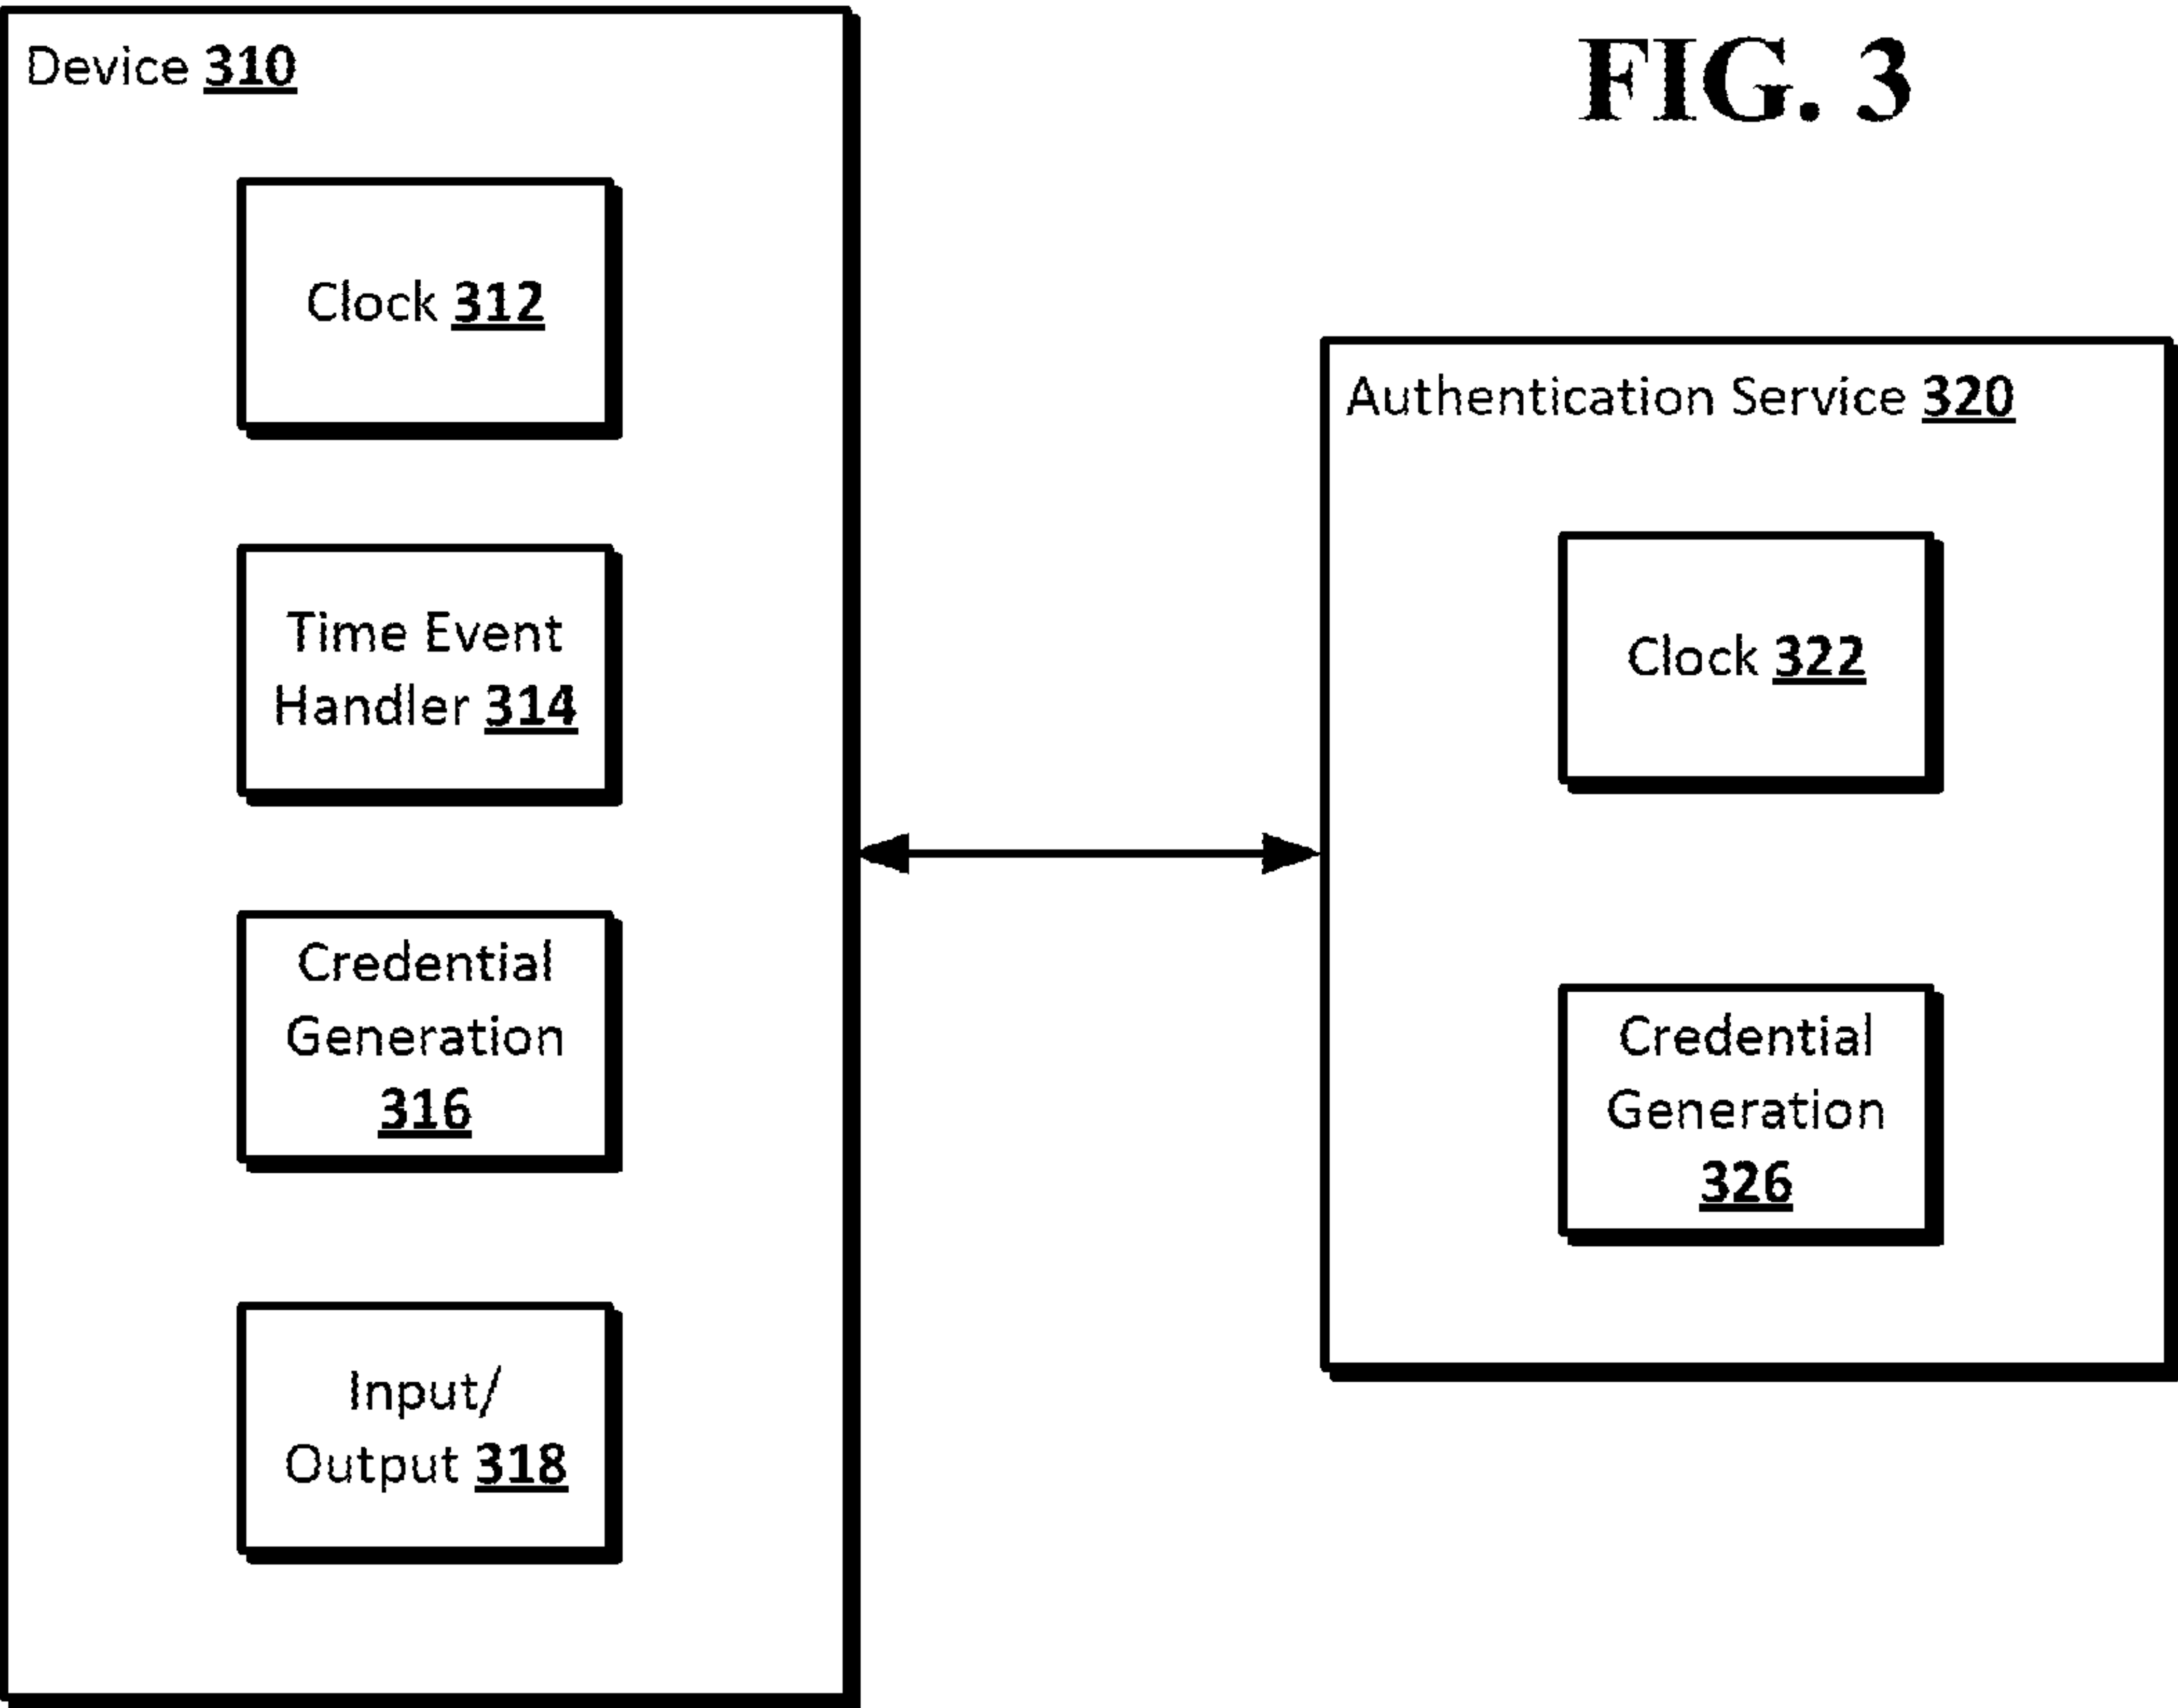 FIG. 3
Device 310
Clock 312
Time Event
Handler 314
Credential
Generation
316
Input/
Output 318
Authentication Service 320
Clock 322
Credential
Generation
326